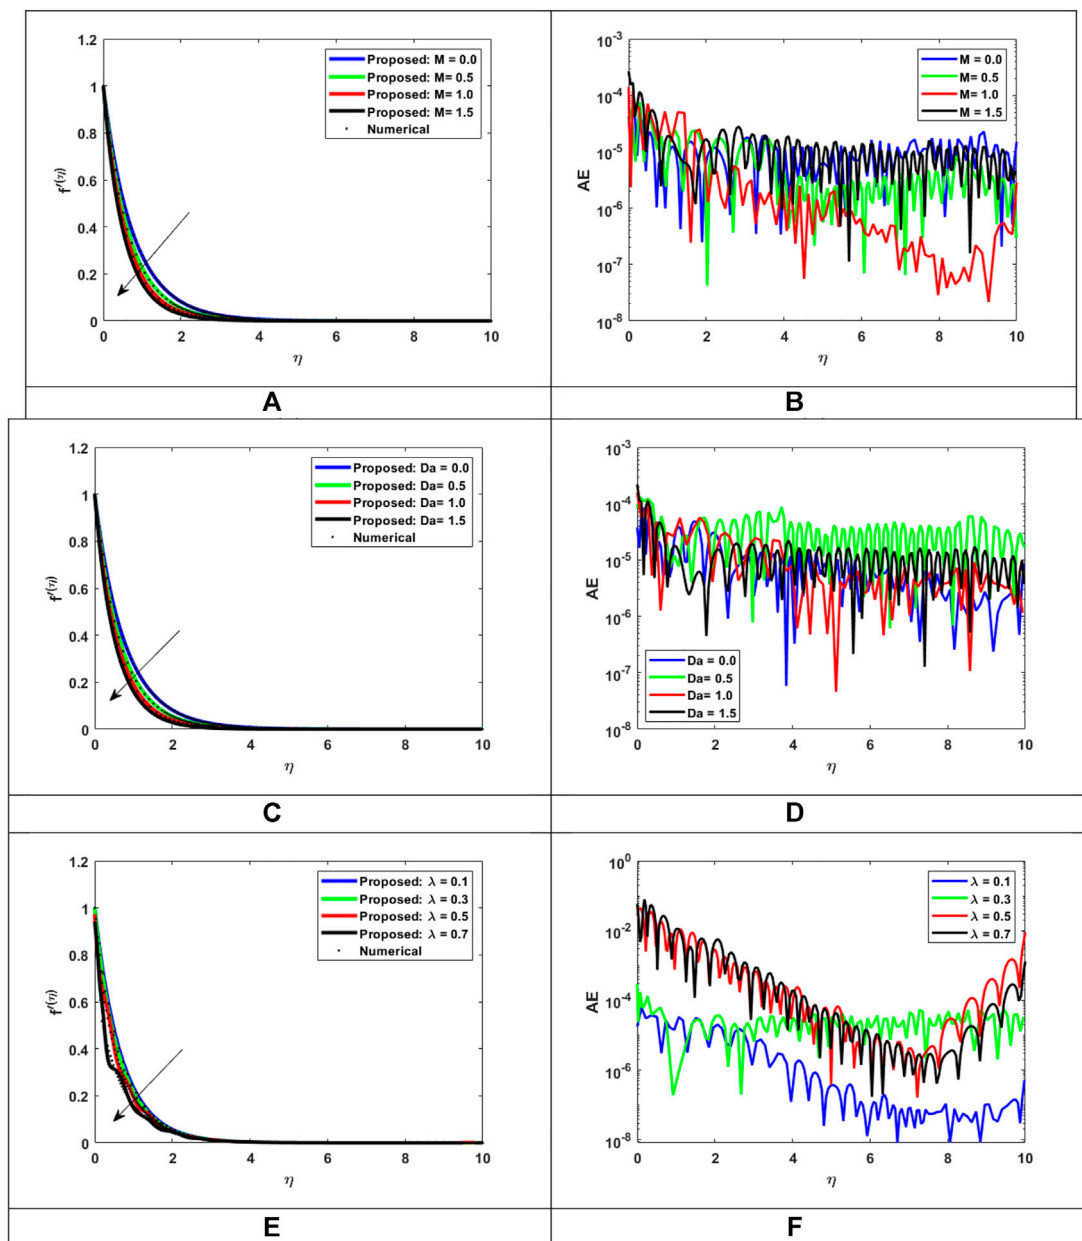 1.2
1
0.8
0.6
0.4
0.2
0
f'(η)
0 2 4 6 8 10
η
Proposed: M = 0.0
Proposed: M= 0.5
Proposed: M= 1.0
Proposed: M= 1.5
Numerical
A
10^-3
10^-4
10^-5
10^-6
10^-7
10^-8
AE
0 2 4 6 8 10
η
M = 0.0
M= 0.5
M= 1.0
M = 1.5
B
1.2
1
0.8
0.6
0.4
0.2
0
f'(η)
0 2 4 6 8 10
η
Proposed: Da = 0.0
Proposed: Da= 0.5
Proposed: Da= 1.0
Proposed: Da= 1.5
Numerical
C
10^-3
10^-4
10^-5
10^-6
10^-7
10^-8
AE
0 2 4 6 8 10
η
Da = 0.0
Da= 0.5
Da= 1.0
Da = 1.5
D
1.2
1
0.8
0.6
0.4
0.2
0
f'(η)
0 2 4 6 8 10
η
Proposed: λ = 0.1
Proposed: λ = 0.3
Proposed: λ = 0.5
Proposed: λ = 0.7
Numerical
E
10^0
10^-2
10^-4
10^-6
10^-8
AE
0 2 4 6 8 10
η
λ = 0.1
λ = 0.3
λ = 0.5
λ = 0.7
F